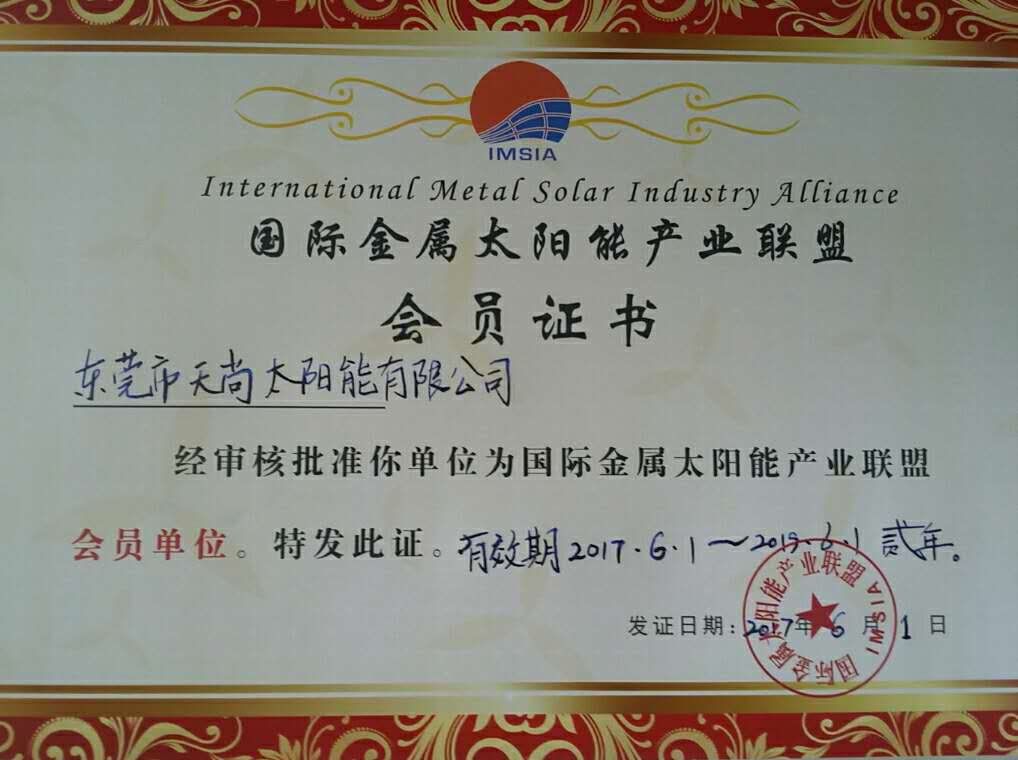 IMSIA
International Metal Solar Industry Alliance
国际金属太阳能产业联盟
会员证书
东莞市天尚太阳能有限公司
经审核批准你单位为国际金属太阳能产业联盟
会员单位。特发此证。有效期2017.6.1～2019.6.1 贰年。
发证日期:2017年6月1日
国际金属太阳能产业联盟 IMSIA